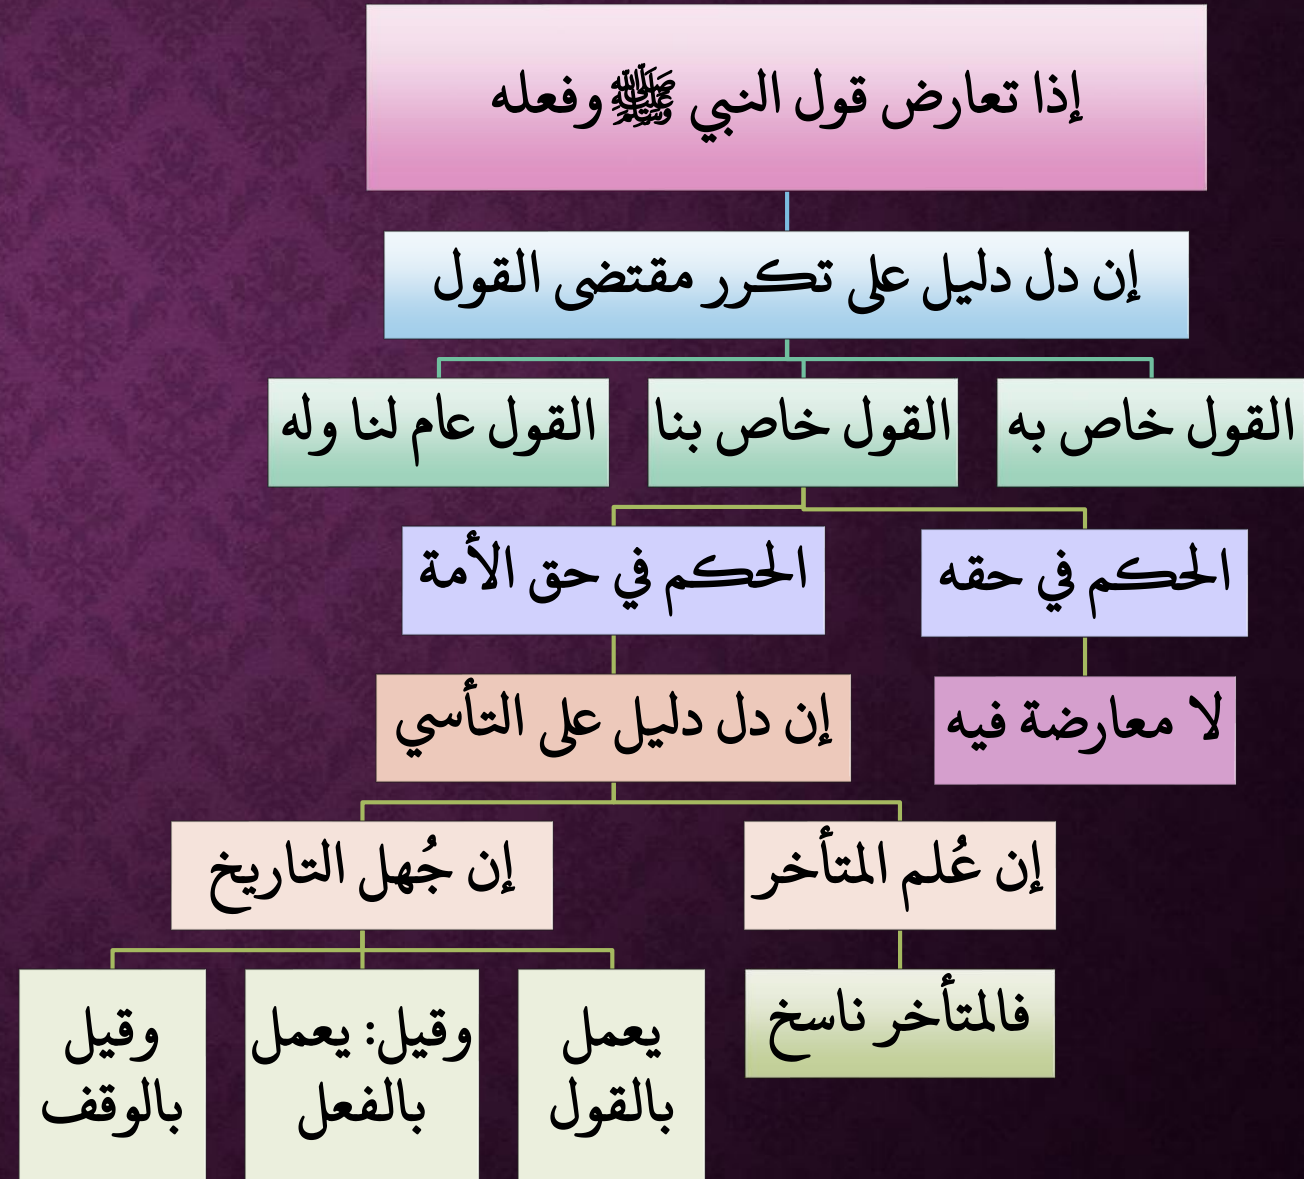 إذا تعارض قول النبي ﷺ وفعله
إن دل دليل على تكرر مقتضى القول
القول خاص به
القول خاص بنا
القول عام لنا وله
الحكم في حقه
الحكم في حق الأمة
لا معارضة فيه
إن دل دليل على التأسي
إن عُلم المتأخر
إن جُهل التاريخ
فالمتأخر ناسخ
يعمل
بالقول
وقيل: يعمل
بالفعل
وقيل
بالوقف